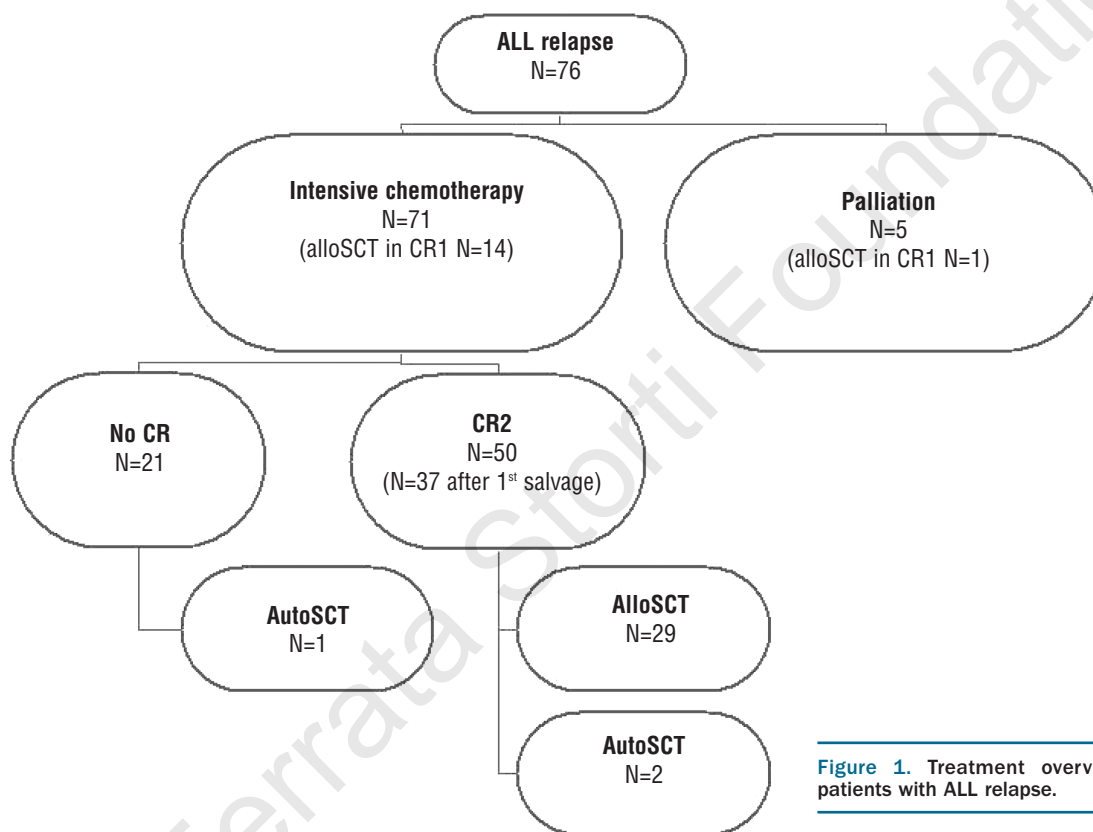 ALL relapse
N=76
Intensive chemotherapy
N=71
(alloSCT in CR1 N=14)
Palliation
N=5
(alloSCT in CR1 N=1)
No CR
N=21
CR2
N=50
(N=37 after 1st salvage)
AutoSCT
N=1
AlloSCT
N=29
AutoSCT
N=2
Figure 1. Treatment
patients with ALL relapse.
Ferrata Storti